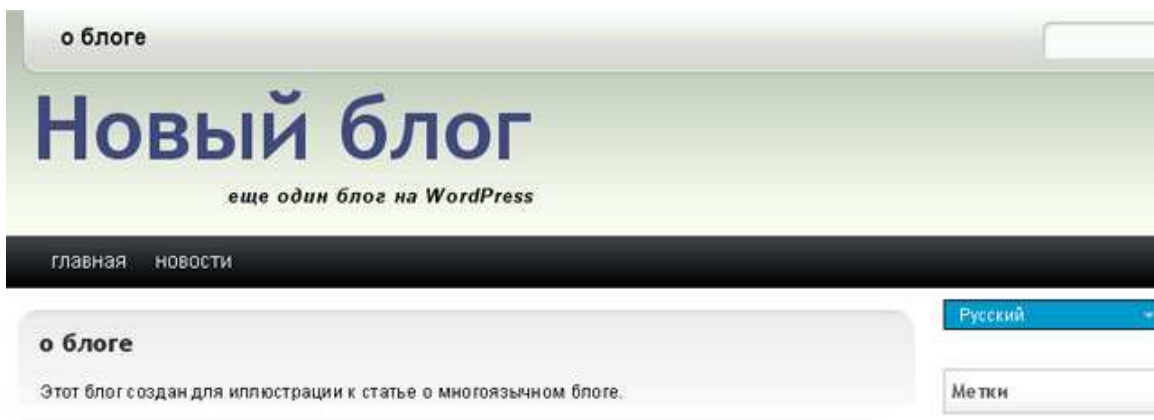 о блоге
Новый блог
еще один блог на WordPress
главная новости
Русский
о блоге
Этот блог создан для иллюстрации к статье о многоязычном блоге.
Метки